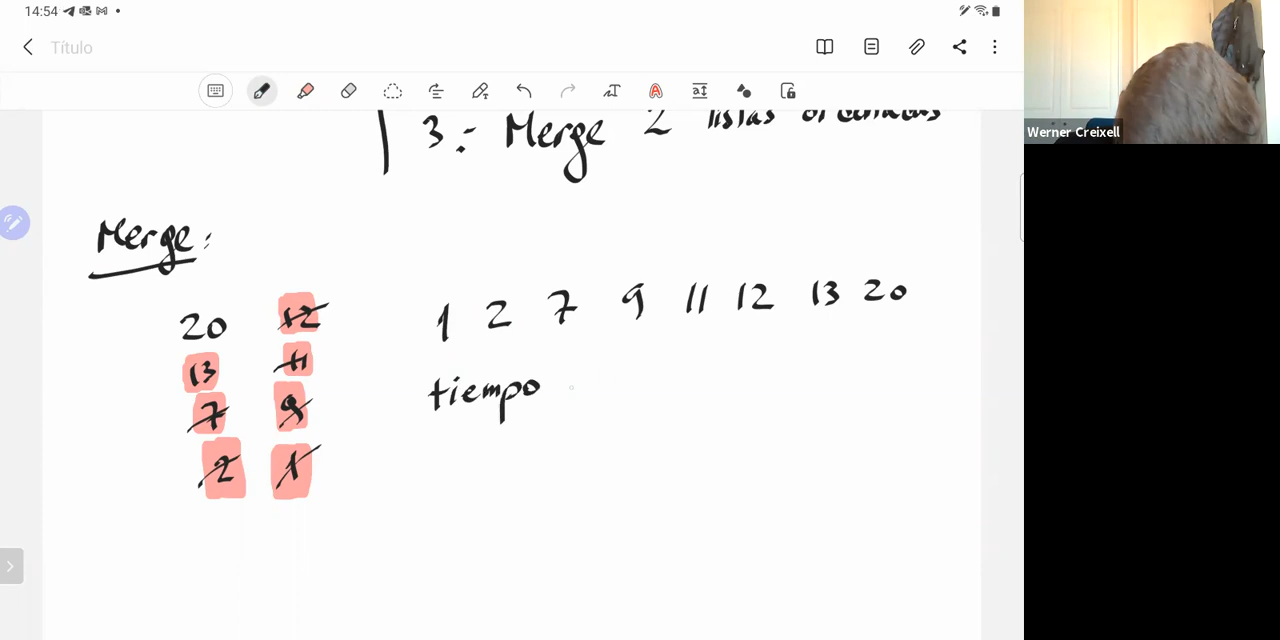 14:54
Título
3.- Merge 2 listas ordenadas
Werner Creixell
Merge:
20 12
13 11
7 9
2 1
1 2 7 9 11 12 13 20
tiempo